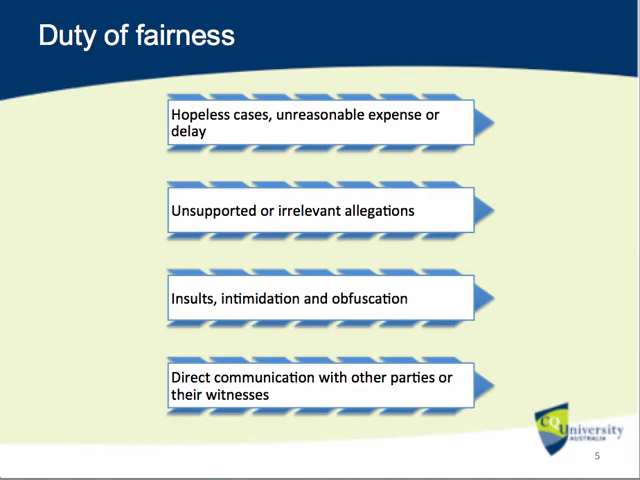 Duty of fairness
Hopeless cases, unreasonable expense or
delay
Unsupported or irrelevant allegations
Insults, intimidation and obfuscation
Direct communication with other parties or
their witnesses
CQUniversity
AUSTRALIA
5